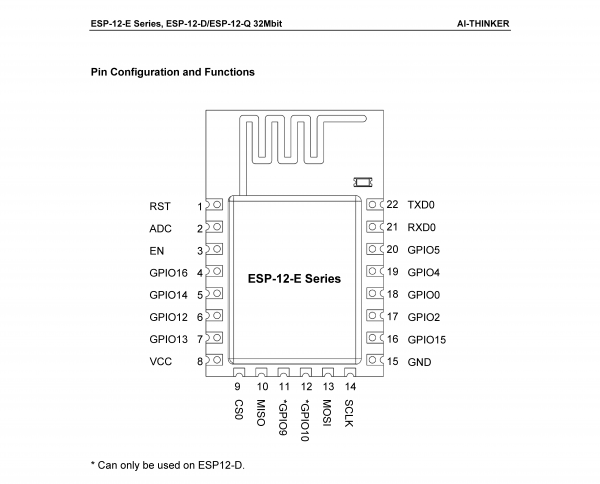 ESP-12-E Series, ESP-12-D/ESP-12-Q 32Mbit AI-THINKER
Pin Configuration and Functions
RST 1 22 TXD0
ADC 2 21 RXD0
EN 3 20 GPIO5
GPIO16 4 19 GPIO4
ESP-12-E Series
GPIO14 5 18 GPIO0
GPIO12 6 17 GPIO2
GPIO13 7 16 GPIO15
VCC 8 15 GND
9 10 11 12 13 14
CS0 MISO *GPIO9 *GPIO10 MOSI SCLK
* Can only be used on ESP12-D.